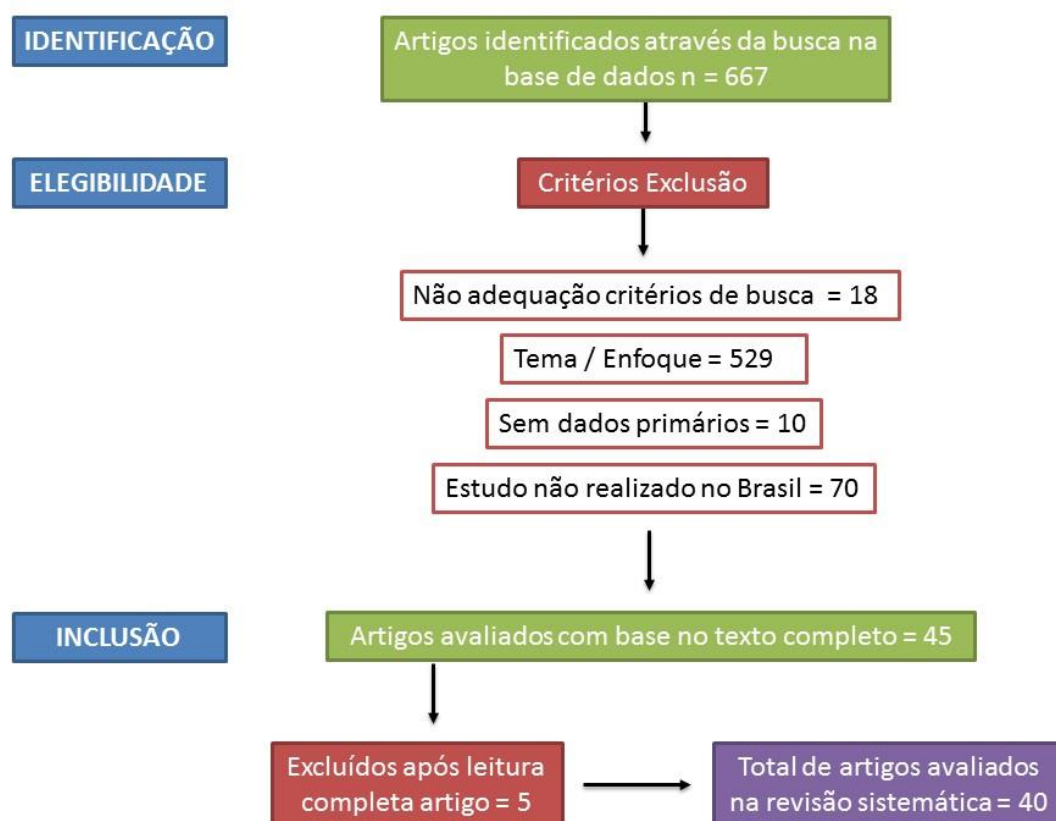 IDENTIFICAÇÃO
Artigos identificados através da busca na
base de dados n = 667
ELEGIBILIDADE
Critérios Exclusão
Não adequação critérios de busca = 18
Tema / Enfoque = 529
Sem dados primários = 10
Estudo não realizado no Brasil = 70
INCLUSÃO
Artigos avaliados com base no texto completo = 45
Excluídos após leitura
completa artigo = 5
Total de artigos avaliados
na revisão sistemática = 40